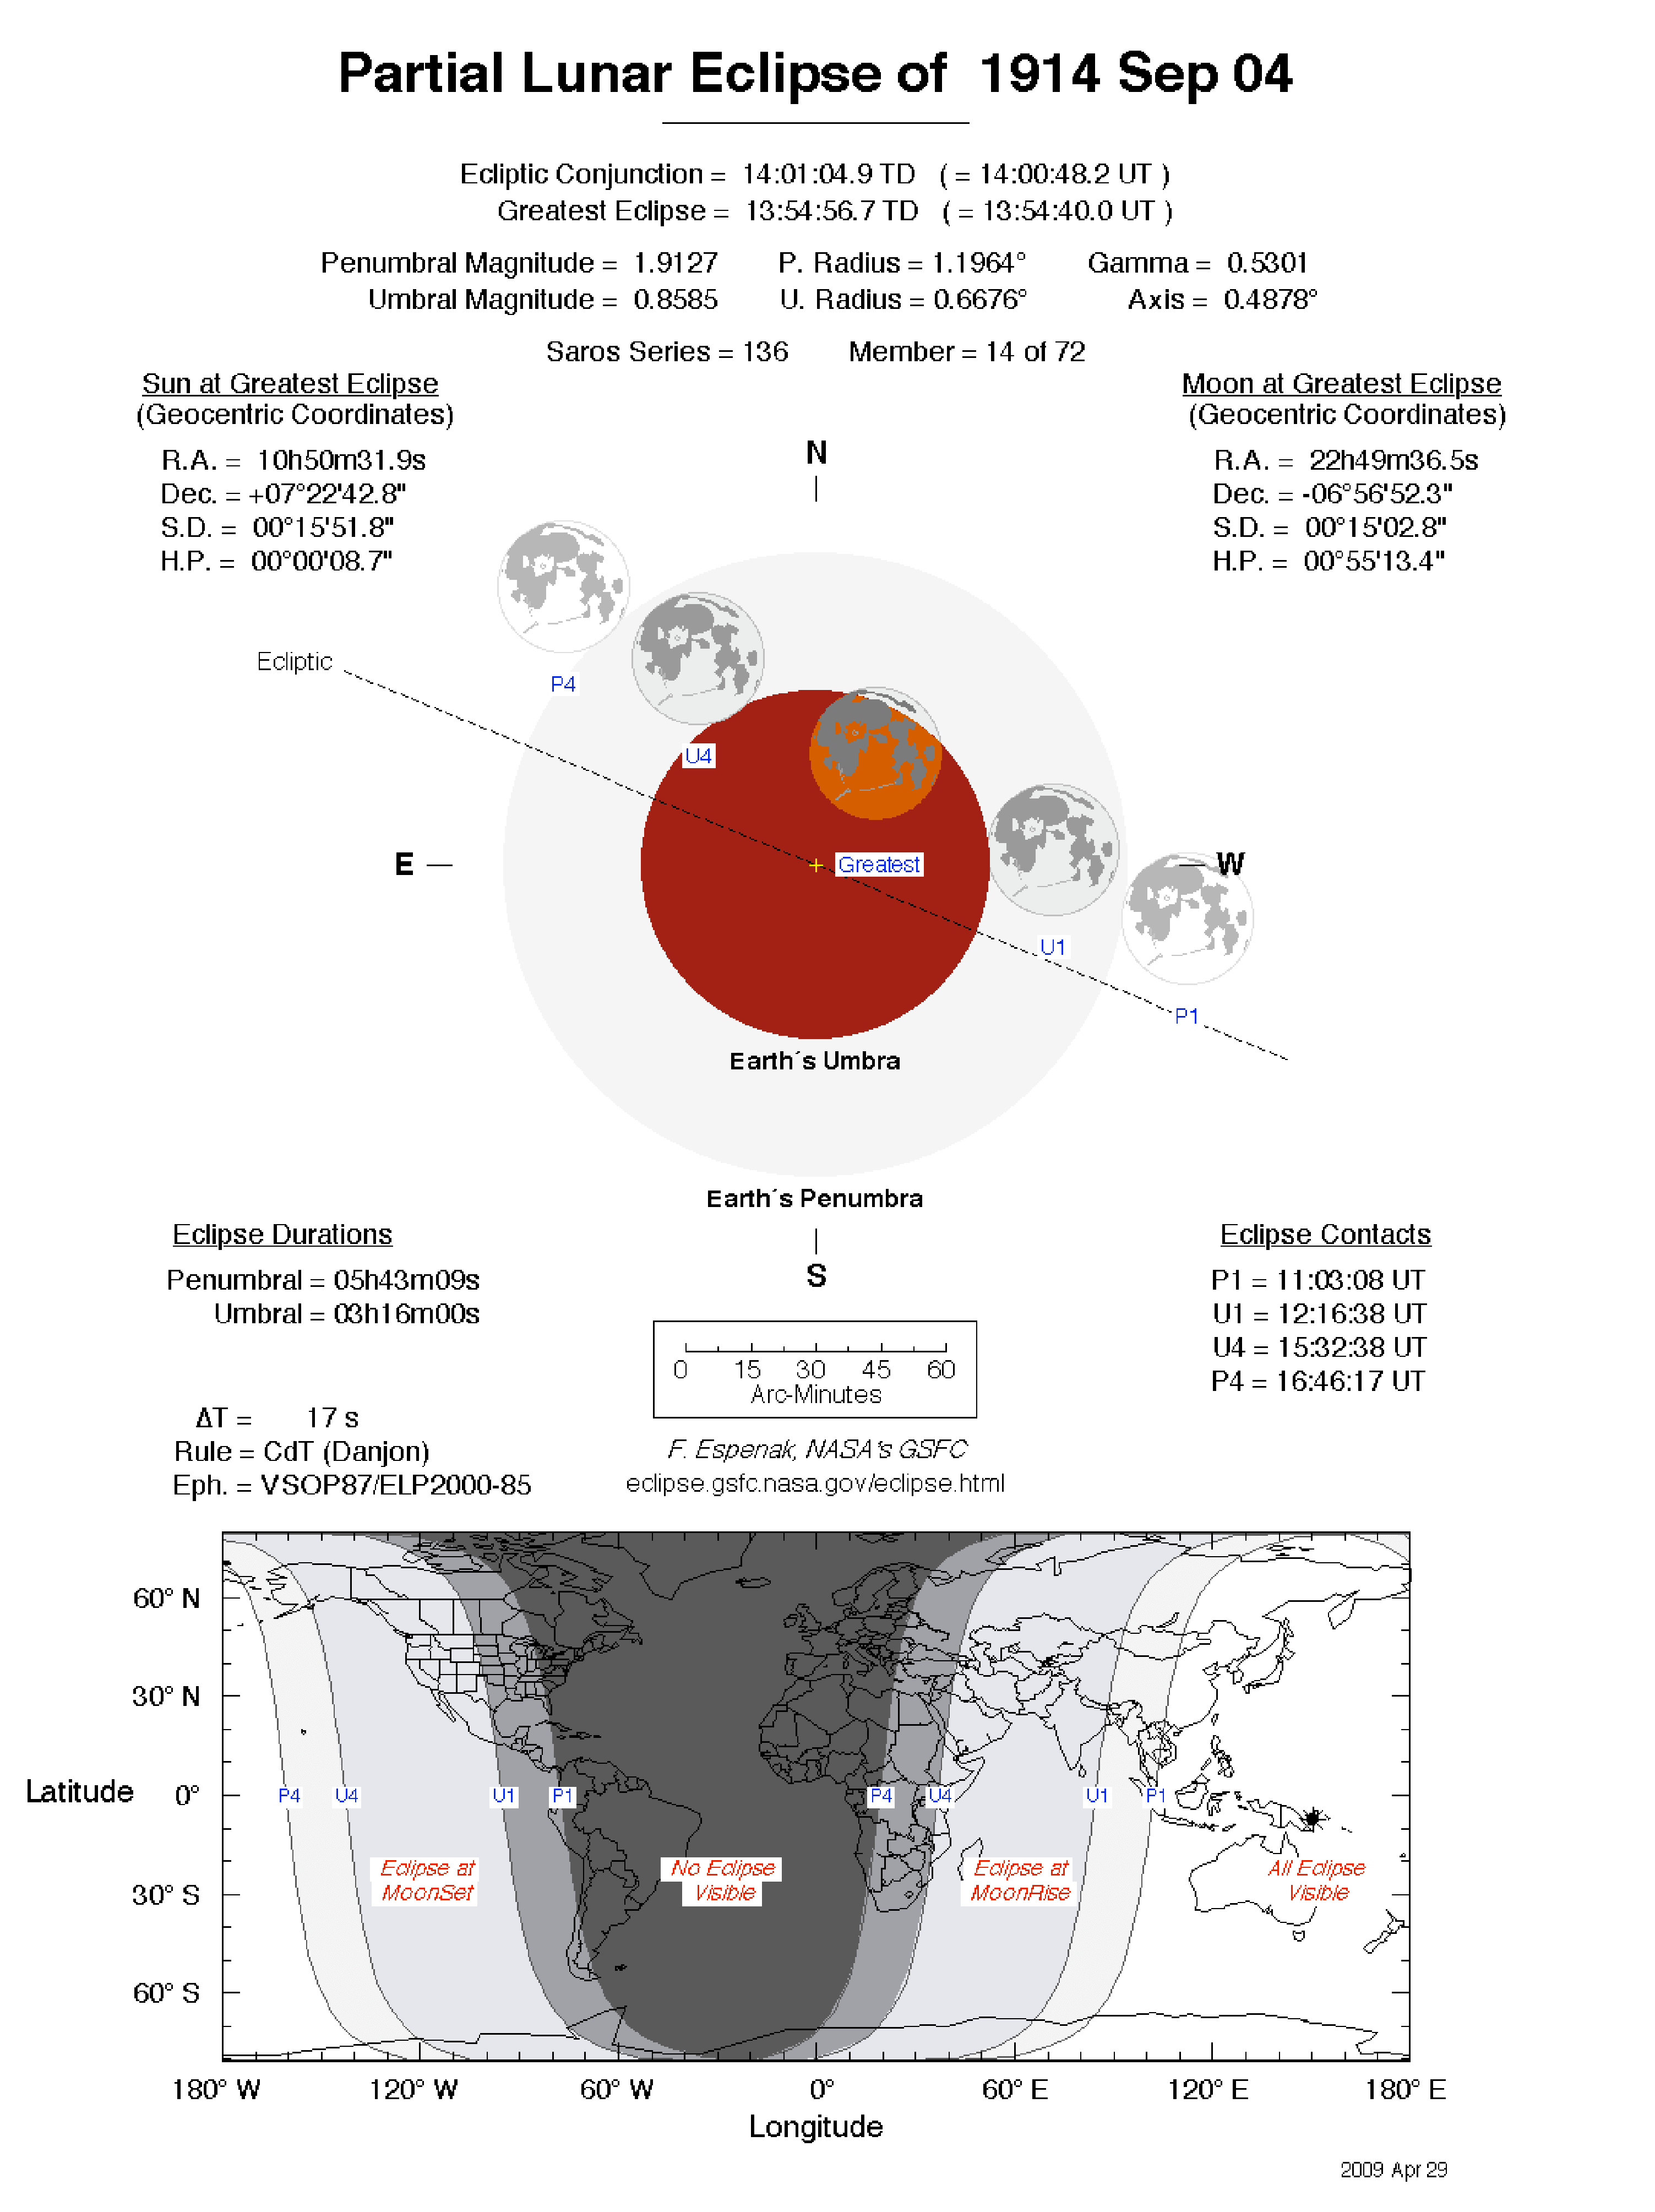 Partial Lunar Eclipse of 1914 Sep 04
Ecliptic Conjunction = 14:01:04.9 TD ( = 14:00:48.2 UT )
Greatest Eclipse = 13:54:56.7 TD ( = 13:54:40.0 UT )
Penumbral Magnitude = 1.9127 P. Radius = 1.1964° Gamma = 0.5301
Umbral Magnitude = 0.8585 U. Radius = 0.6676° Axis = 0.4878°
Saros Series = 136 Member = 14 of 72
Sun at Greatest Eclipse
(Geocentric Coordinates)
R.A. = 10h50m31.9s
Dec. = +07°22'42.8"
S.D. = 00°15'51.8"
H.P. = 00°00'08.7"
Moon at Greatest Eclipse
(Geocentric Coordinates)
R.A. = 22h49m36.5s
Dec. = -06°56'52.3"
S.D. = 00°15'02.8"
H.P. = 00°55'13.4"
N
Ecliptic
P4
U4
E
Greatest
W
U1
P1
Earth´s Umbra
Earth´s Penumbra
S
Eclipse Durations
Penumbral = 05h43m09s
Umbral = 03h16m00s
Eclipse Contacts
P1 = 11:03:08 UT
U1 = 12:16:38 UT
U4 = 15:32:38 UT
P4 = 16:46:17 UT
0 15 30 45 60
Arc-Minutes
ΔT = 17 s
Rule = CdT (Danjon)
Eph. = VSOP87/ELP2000-85
F. Espenak, NASA's GSFC
eclipse.gsfc.nasa.gov/eclipse.html
60° N
30° N
Latitude 0°
30° S
60° S
P4 U4 U1 P1 P4 U4 U1 P1
Eclipse at
MoonSet
No Eclipse
Visible
Eclipse at
MoonRise
All Eclipse
Visible
180° W 120° W 60° W 0° 60° E 120° E 180° E
Longitude
2009 Apr 29